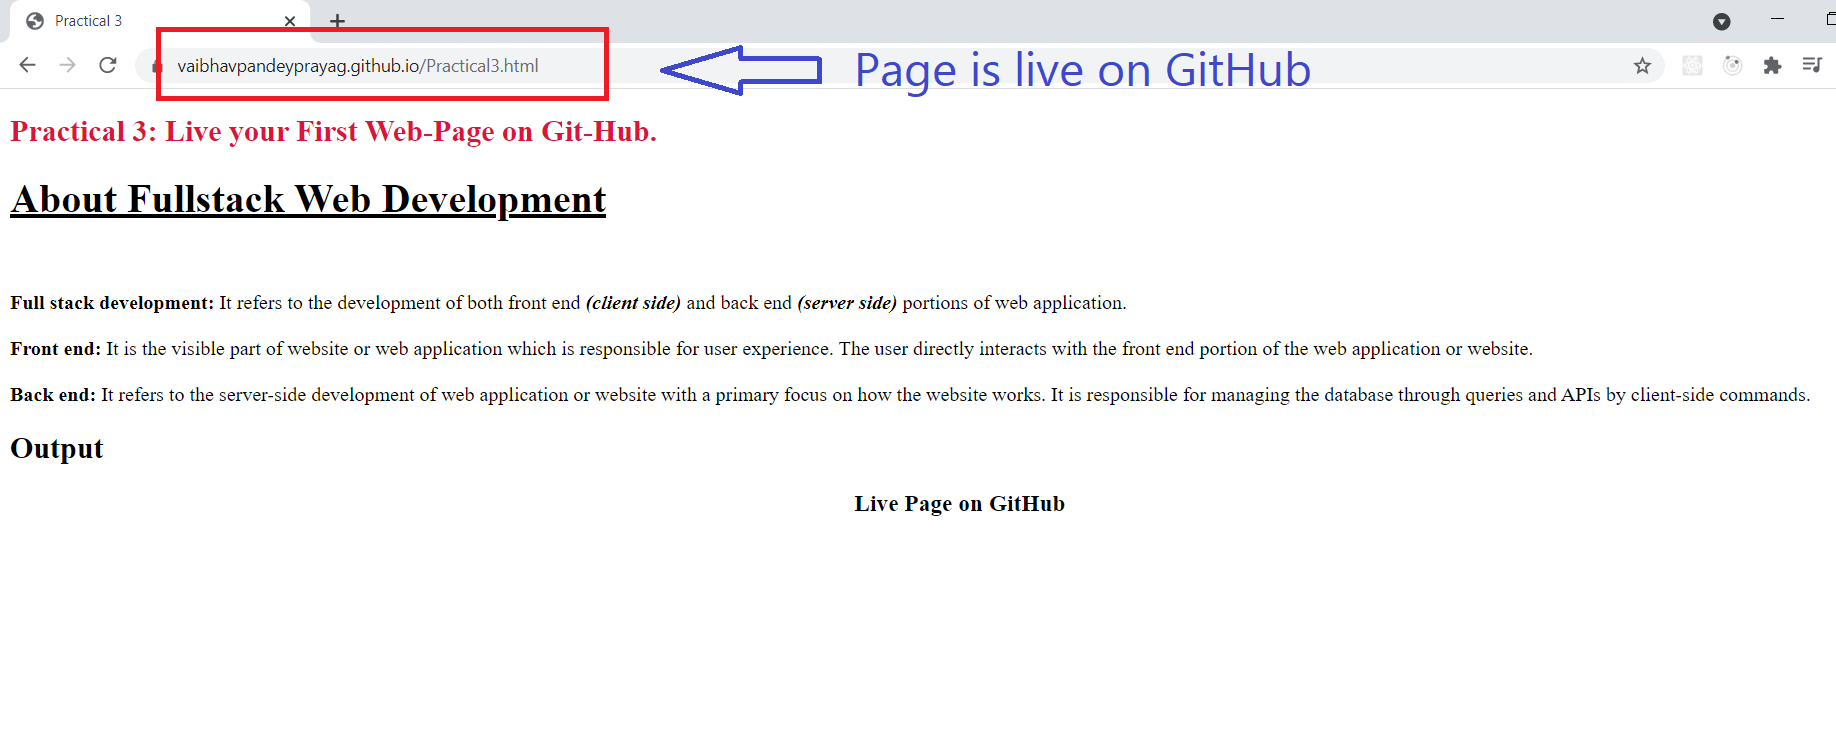 Practical 3
vaibhavpandeyprayag.github.io/Practical3.html
Page is live on GitHub
Practical 3: Live your First Web-Page on Git-Hub.
About Fullstack Web Development
Full stack development: It refers to the development of both front end (client side) and back end (server side) portions of web application.
Front end: It is the visible part of website or web application which is responsible for user experience. The user directly interacts with the front end portion of the web application or website.
Back end: It refers to the server-side development of web application or website with a primary focus on how the website works. It is responsible for managing the database through queries and APIs by client-side commands.
Output
Live Page on GitHub